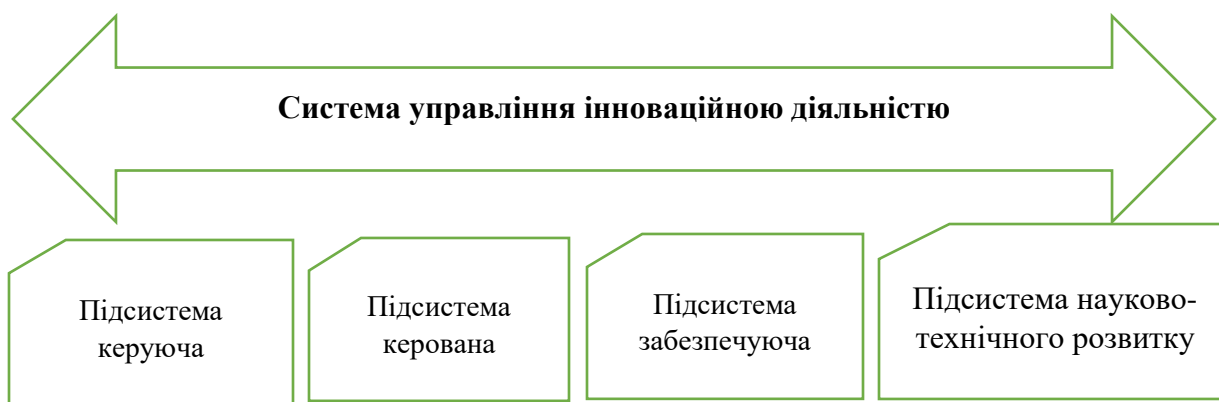 Система управління інноваційною діяльністю
Підсистема
керуюча
Підсистема
керована
Підсистема
забезпечуюча
Підсистема науково-
технічного розвитку